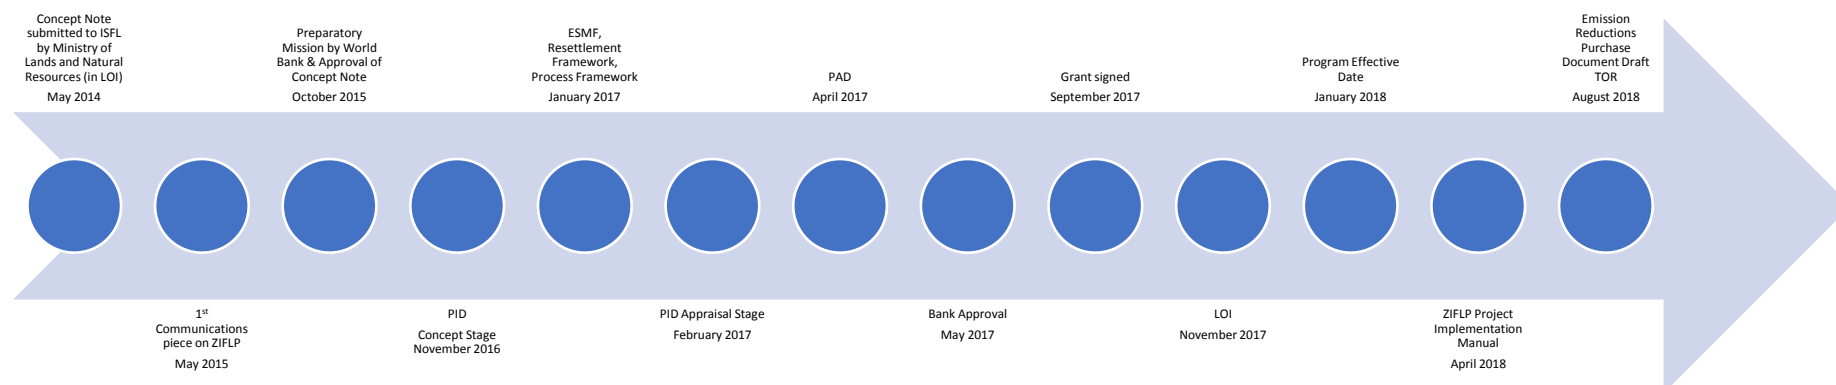 Concept Note
submitted to ISFL
by Ministry of
Lands and Natural
Resources (in LOI)
May 2014
Preparatory
Mission by World
Bank & Approval of
Concept Note
October 2015
ESMF,
Resettlement
Framework,
Process Framework
January 2017
PAD
April 2017
Grant signed
September 2017
Program Effective
Date
January 2018
Emission
Reductions
Purchase
Document Draft
TOR
August 2018
1st
Communications
piece on ZIFLP
May 2015
PID
Concept Stage
November 2016
PID Appraisal Stage
February 2017
Bank Approval
May 2017
LOI
November 2017
ZIFLP Project
Implementation
Manual
April 2018